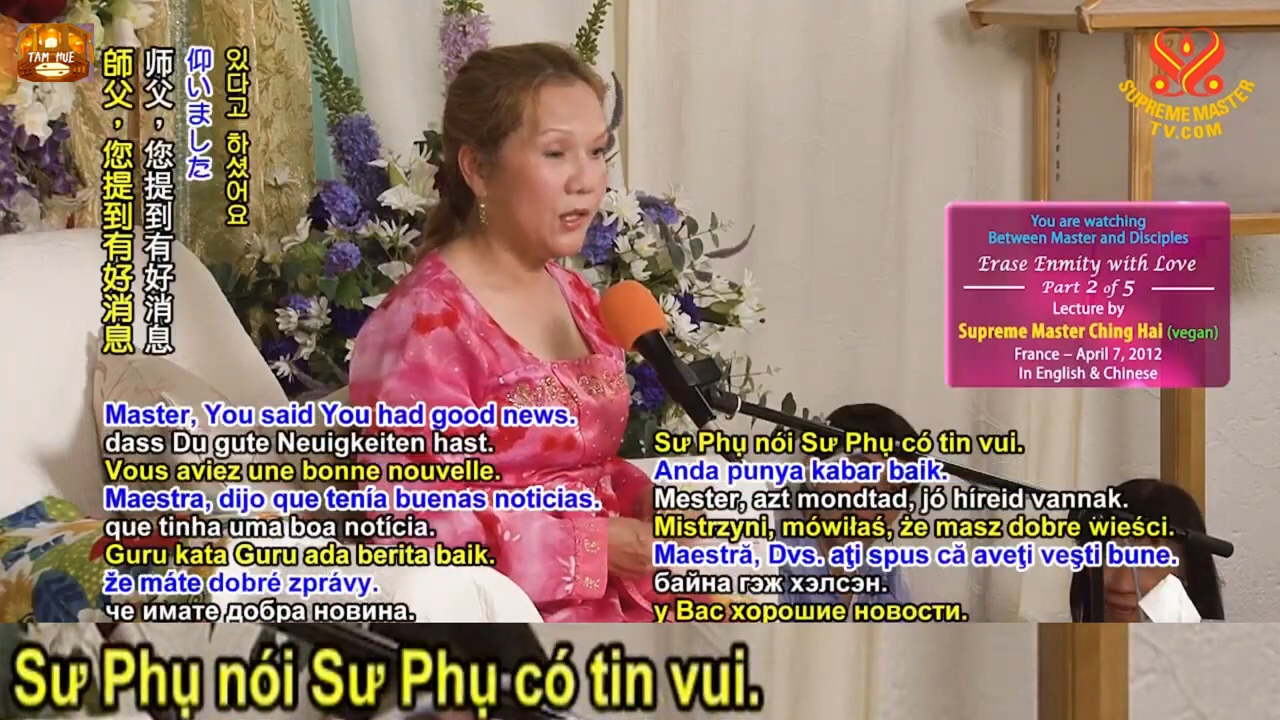 TAM HUE
있다고 하셨어요
仰いました
师父，您提到有好消息
師父，您提到有好消息
SUPREME MASTER
TV.COM
You are watching
Between Master and Disciples
Erase Enmity with Love
Part 2 of 5
Lecture by
Supreme Master Ching Hai (vegan)
France – April 7, 2012
In English & Chinese
Master, You said You had good news.
dass Du gute Neuigkeiten hast.
Vous aviez une bonne nouvelle.
Maestra, dijo que tenía buenas noticias.
que tinha uma boa notícia.
Guru kata Guru ada berita baik.
že máte dobré zprávy.
че имате добра новина.
Sư Phụ nói Sư Phụ có tin vui.
Anda punya kabar baik.
Mester, azt mondtad, jó híreid vannak.
Mistrzyni, mówiłaś, że masz dobre wieści.
Maestră, Dvs. aţi spus că aveţi veşti bune.
байна гэж хэлсэн.
у Вас хорошие новости.
Sư Phụ nói Sư Phụ có tin vui.